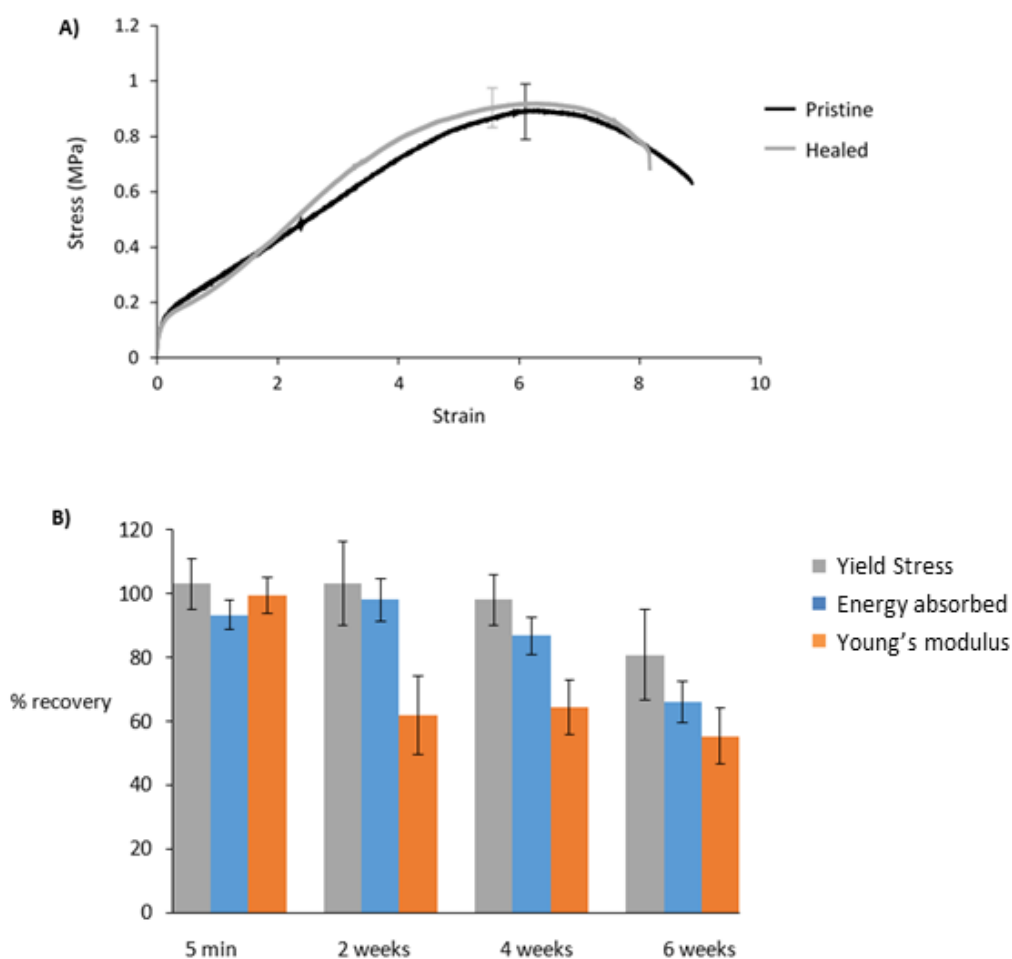 A)
1.2
1
0.8
0.6
0.4
0.2
0
Stress (MPa)
0 2 4 6 8 10
Strain
Pristine
Healed
B)
120
100
80
60
40
20
0
% recovery
5 min 2 weeks 4 weeks 6 weeks
Yield Stress
Energy absorbed
Young's modulus